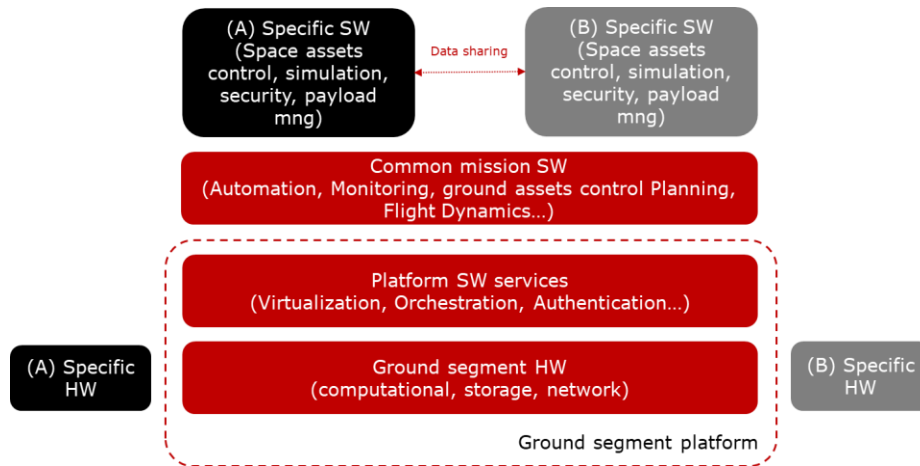 (A) Specific SW
(Space assets
control, simulation,
security, payload
mng)
Data sharing
(B) Specific SW
(Space assets
control, simulation,
security, payload
mng)
Common mission SW
(Automation, Monitoring, ground assets control Planning,
Flight Dynamics…)
Platform SW services
(Virtualization, Orchestration, Authentication…)
(A) Specific
HW
Ground segment HW
(computational, storage, network)
(B) Specific
HW
Ground segment platform